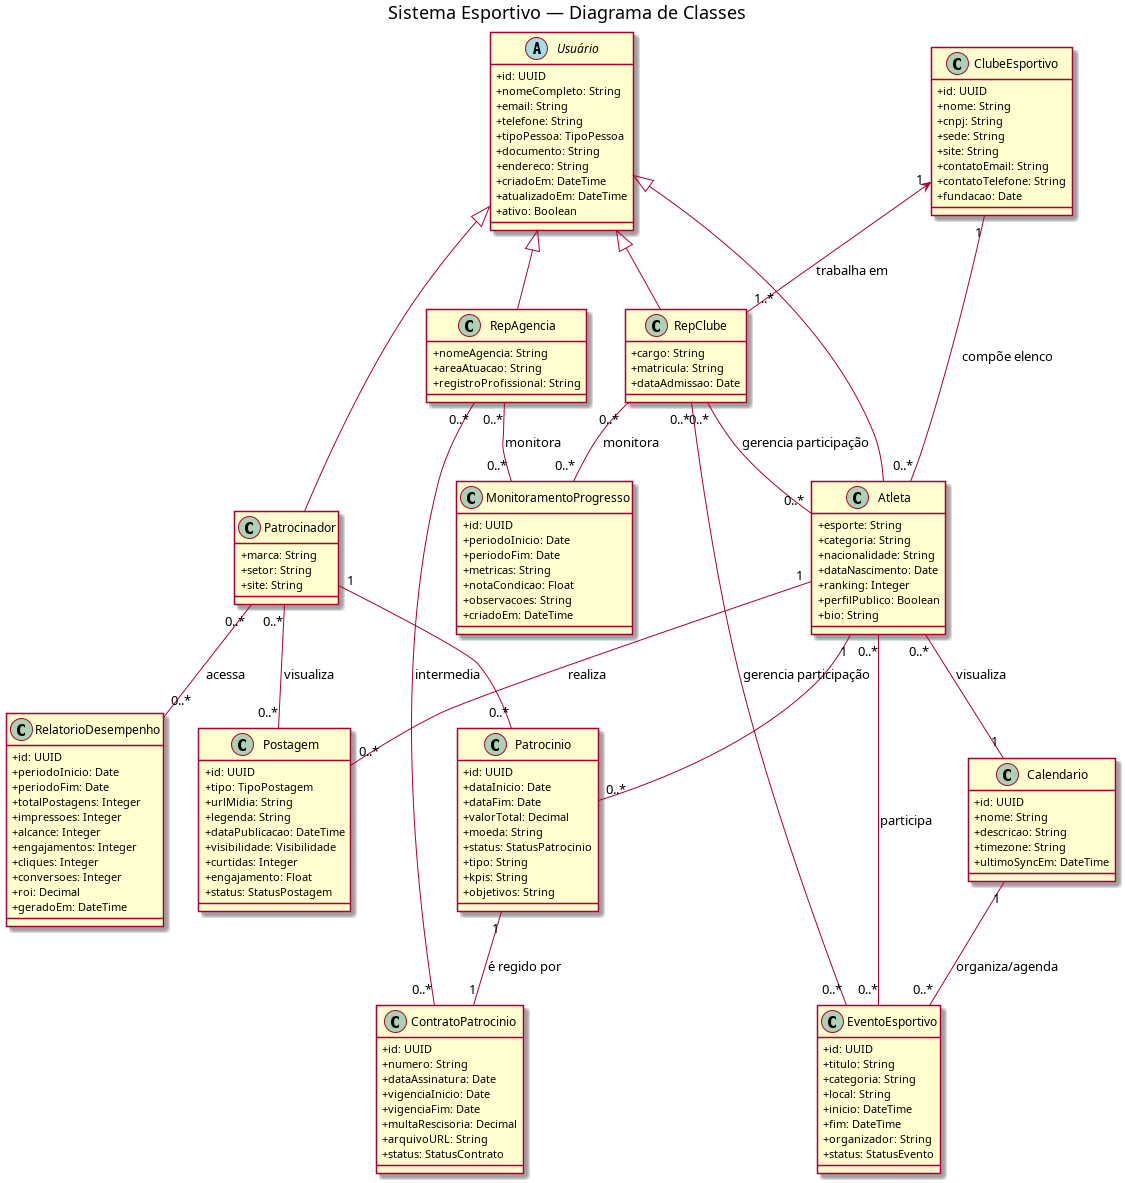 Sistema Esportivo — Diagrama de Classes
A Usuário
+id: UUID
+nomeCompleto: String
+email: String
+telefone: String
+tipoPessoa: TipoPessoa
+documento: String
+endereco: String
+criadoEm: DateTime
+atualizadoEm: DateTime
+ativo: Boolean
C ClubeEsportivo
+id: UUID
+nome: String
+cnpj: String
+sede: String
+site: String
+contatoEmail: String
+contatoTelefone: String
+fundacao: Date
1
1
trabalha em
1..*
C RepAgencia
+nomeAgencia: String
+areaAtuacao: String
+registroProfissional: String
C RepClube
+cargo: String
+matricula: String
+dataAdmissao: Date
compõe elenco
0..*
0..*
0..*
0..*
0..*
monitora
monitora
gerencia participação
0..*
0..*
0..*
0..*
C MonitoramentoProgresso
+id: UUID
+periodoInicio: Date
+periodoFim: Date
+metricas: String
+notaCondicao: Float
+observacoes: String
+criadoEm: DateTime
C Atleta
+esporte: String
+categoria: String
+nacionalidade: String
+dataNascimento: Date
+ranking: Integer
+perfilPublico: Boolean
+bio: String
C Patrocinador
+marca: String
+setor: String
+site: String
1
1
0..*
0..*
1
0..*
0..*
acessa
visualiza
intermedia
realiza
gerencia participação
visualiza
0..*
0..*
0..*
0..*
0..*
1
C RelatorioDesempenho
+id: UUID
+periodoInicio: Date
+periodoFim: Date
+totalPostagens: Integer
+impressoes: Integer
+alcance: Integer
+engajamentos: Integer
+cliques: Integer
+conversoes: Integer
+roi: Decimal
+geradoEm: DateTime
C Postagem
+id: UUID
+tipo: TipoPostagem
+urlMidia: String
+legenda: String
+dataPublicacao: DateTime
+visibilidade: Visibilidade
+curtidas: Integer
+engajamento: Float
+status: StatusPostagem
C Patrocinio
+id: UUID
+dataInicio: Date
+dataFim: Date
+valorTotal: Decimal
+moeda: String
+status: StatusPatrocinio
+tipo: String
+kpis: String
+objetivos: String
C Calendario
+id: UUID
+nome: String
+descricao: String
+timezone: String
+ultimoSyncEm: DateTime
participa
1
1
é regido por
organiza/agenda
0..*
1
0..*
0..*
0..*
C ContratoPatrocinio
+id: UUID
+numero: String
+dataAssinatura: Date
+vigenciaInicio: Date
+vigenciaFim: Date
+multaRescisoria: Decimal
+arquivoURL: String
+status: StatusContrato
C EventoEsportivo
+id: UUID
+titulo: String
+categoria: String
+local: String
+inicio: DateTime
+fim: DateTime
+organizador: String
+status: StatusEvento